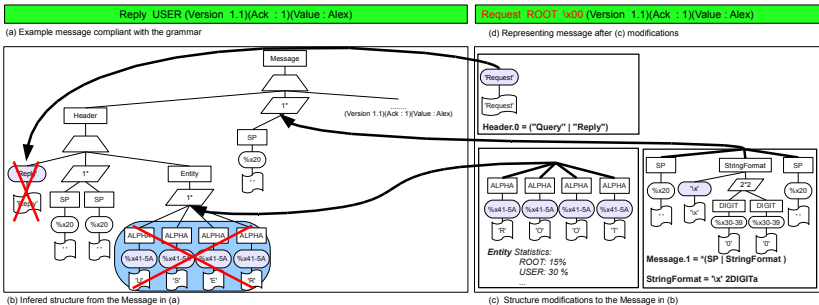 Reply USER (Version 1.1)(Ack : 1)(Value : Alex)
(a) Example message compliant with the grammar
Request ROOT \x00 (Version 1.1)(Ack : 1)(Value : Alex)
(d) Representing message after (c) modifications
Message
1*
........
(Version 1.1)(Ack : 1)(Value : Alex)
Header
SP
%x20
' '
'Reply'
'Reply'
1*
SP SP
%x20 %x20
' ' ' '
Entity
1*
ALPHA ALPHA ALPHA ALPHA
%x41-5A %x41-5A %x41-5A %x41-5A
'U' 'S' 'E' 'R'
(b) Infered structure from the Message in (a)
'Request'
'Request'
Header.0 = ("Query" | "Reply")
ALPHA ALPHA ALPHA ALPHA
%x41-5A %x41-5A %x41-5A %x41-5A
'R' 'O' 'O' 'T'
Entity Statistics:
ROOT: 15%
USER: 30 %
...
SP StringFormat SP
%x20 '\x' 2*2 %x20
' ' '\x' DIGIT DIGIT ' '
%x30-39 %x30-39
'0' '0'
Message.1 = *(SP | StringFormat )
StringFormat = '\x' 2DIGITa
(c) Structure modifications to the Message in (b)